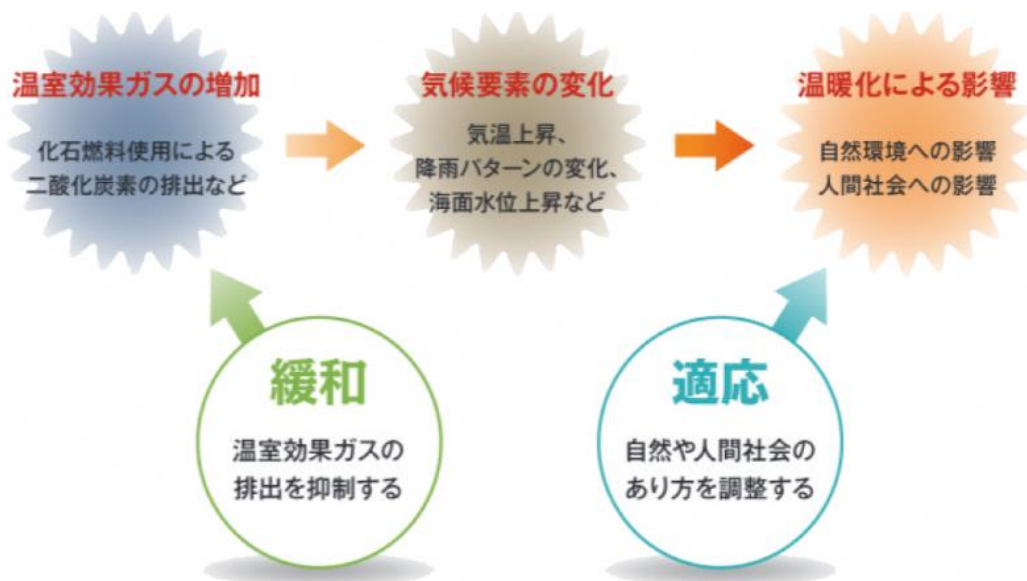 温室効果ガスの増加
化石燃料使用による
二酸化炭素の排出など
気候要素の変化
気温上昇、
降雨パターンの変化、
海面水位上昇など
温暖化による影響
自然環境への影響
人間社会への影響
緩和
温室効果ガスの
排出を抑制する
適応
自然や人間社会の
あり方を調整する